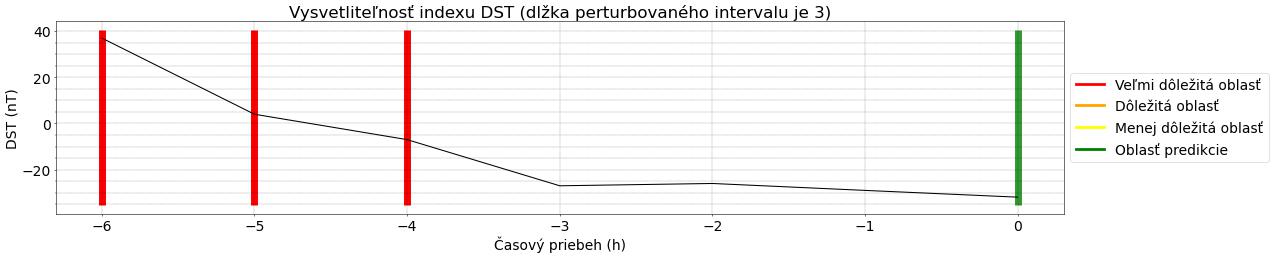 Vysvetliteľnosť indexu DST (dĺžka perturbovaného intervalu je 3)
DST (nT)
40
20
0
−20
−6 −5 −4 −3 −2 −1 0
Časový priebeh (h)
Veľmi dôležitá oblasť
Dôležitá oblasť
Menej dôležitá oblasť
Oblasť predikcie